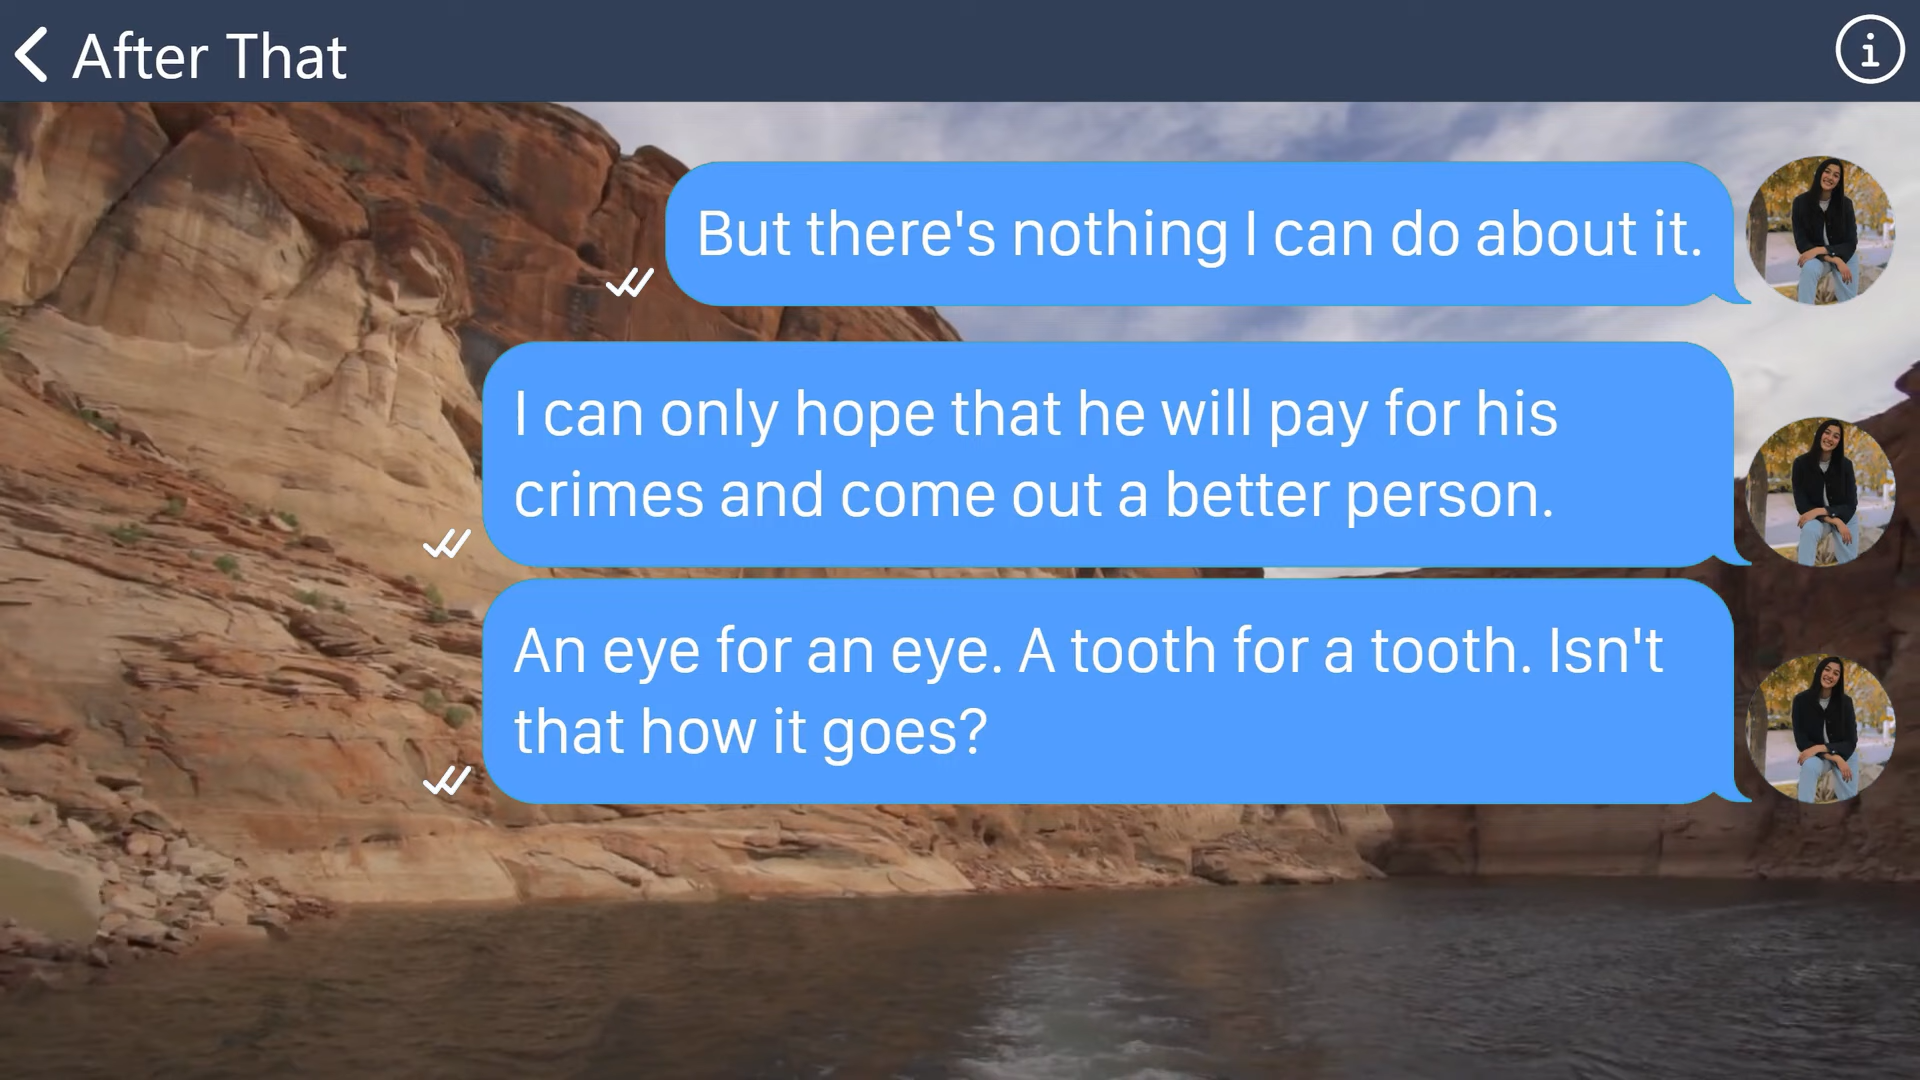 After That
But there's nothing I can do about it.
I can only hope that he will pay for his
crimes and come out a better person.
An eye for an eye. A tooth for a tooth. Isn't
that how it goes?